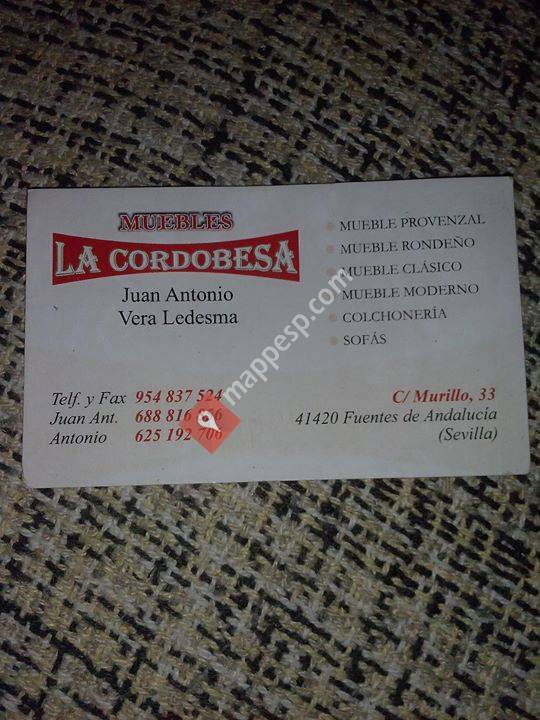 MUEBLES
LA CORDOBESA
Juan Antonio
Vera Ledesma
MUEBLE PROVENZAL
MUEBLE RONDEÑO
MUEBLE CLÁSICO
MUEBLE MODERNO
COLCHONERÍA
SOFÁS
Telf. y Fax 954 837 524
Juan Ant. 688 816
Antonio 625 192 706
C/ Murillo, 33
41420 Fuentes de Andalucía
(Sevilla)
mappesp.com